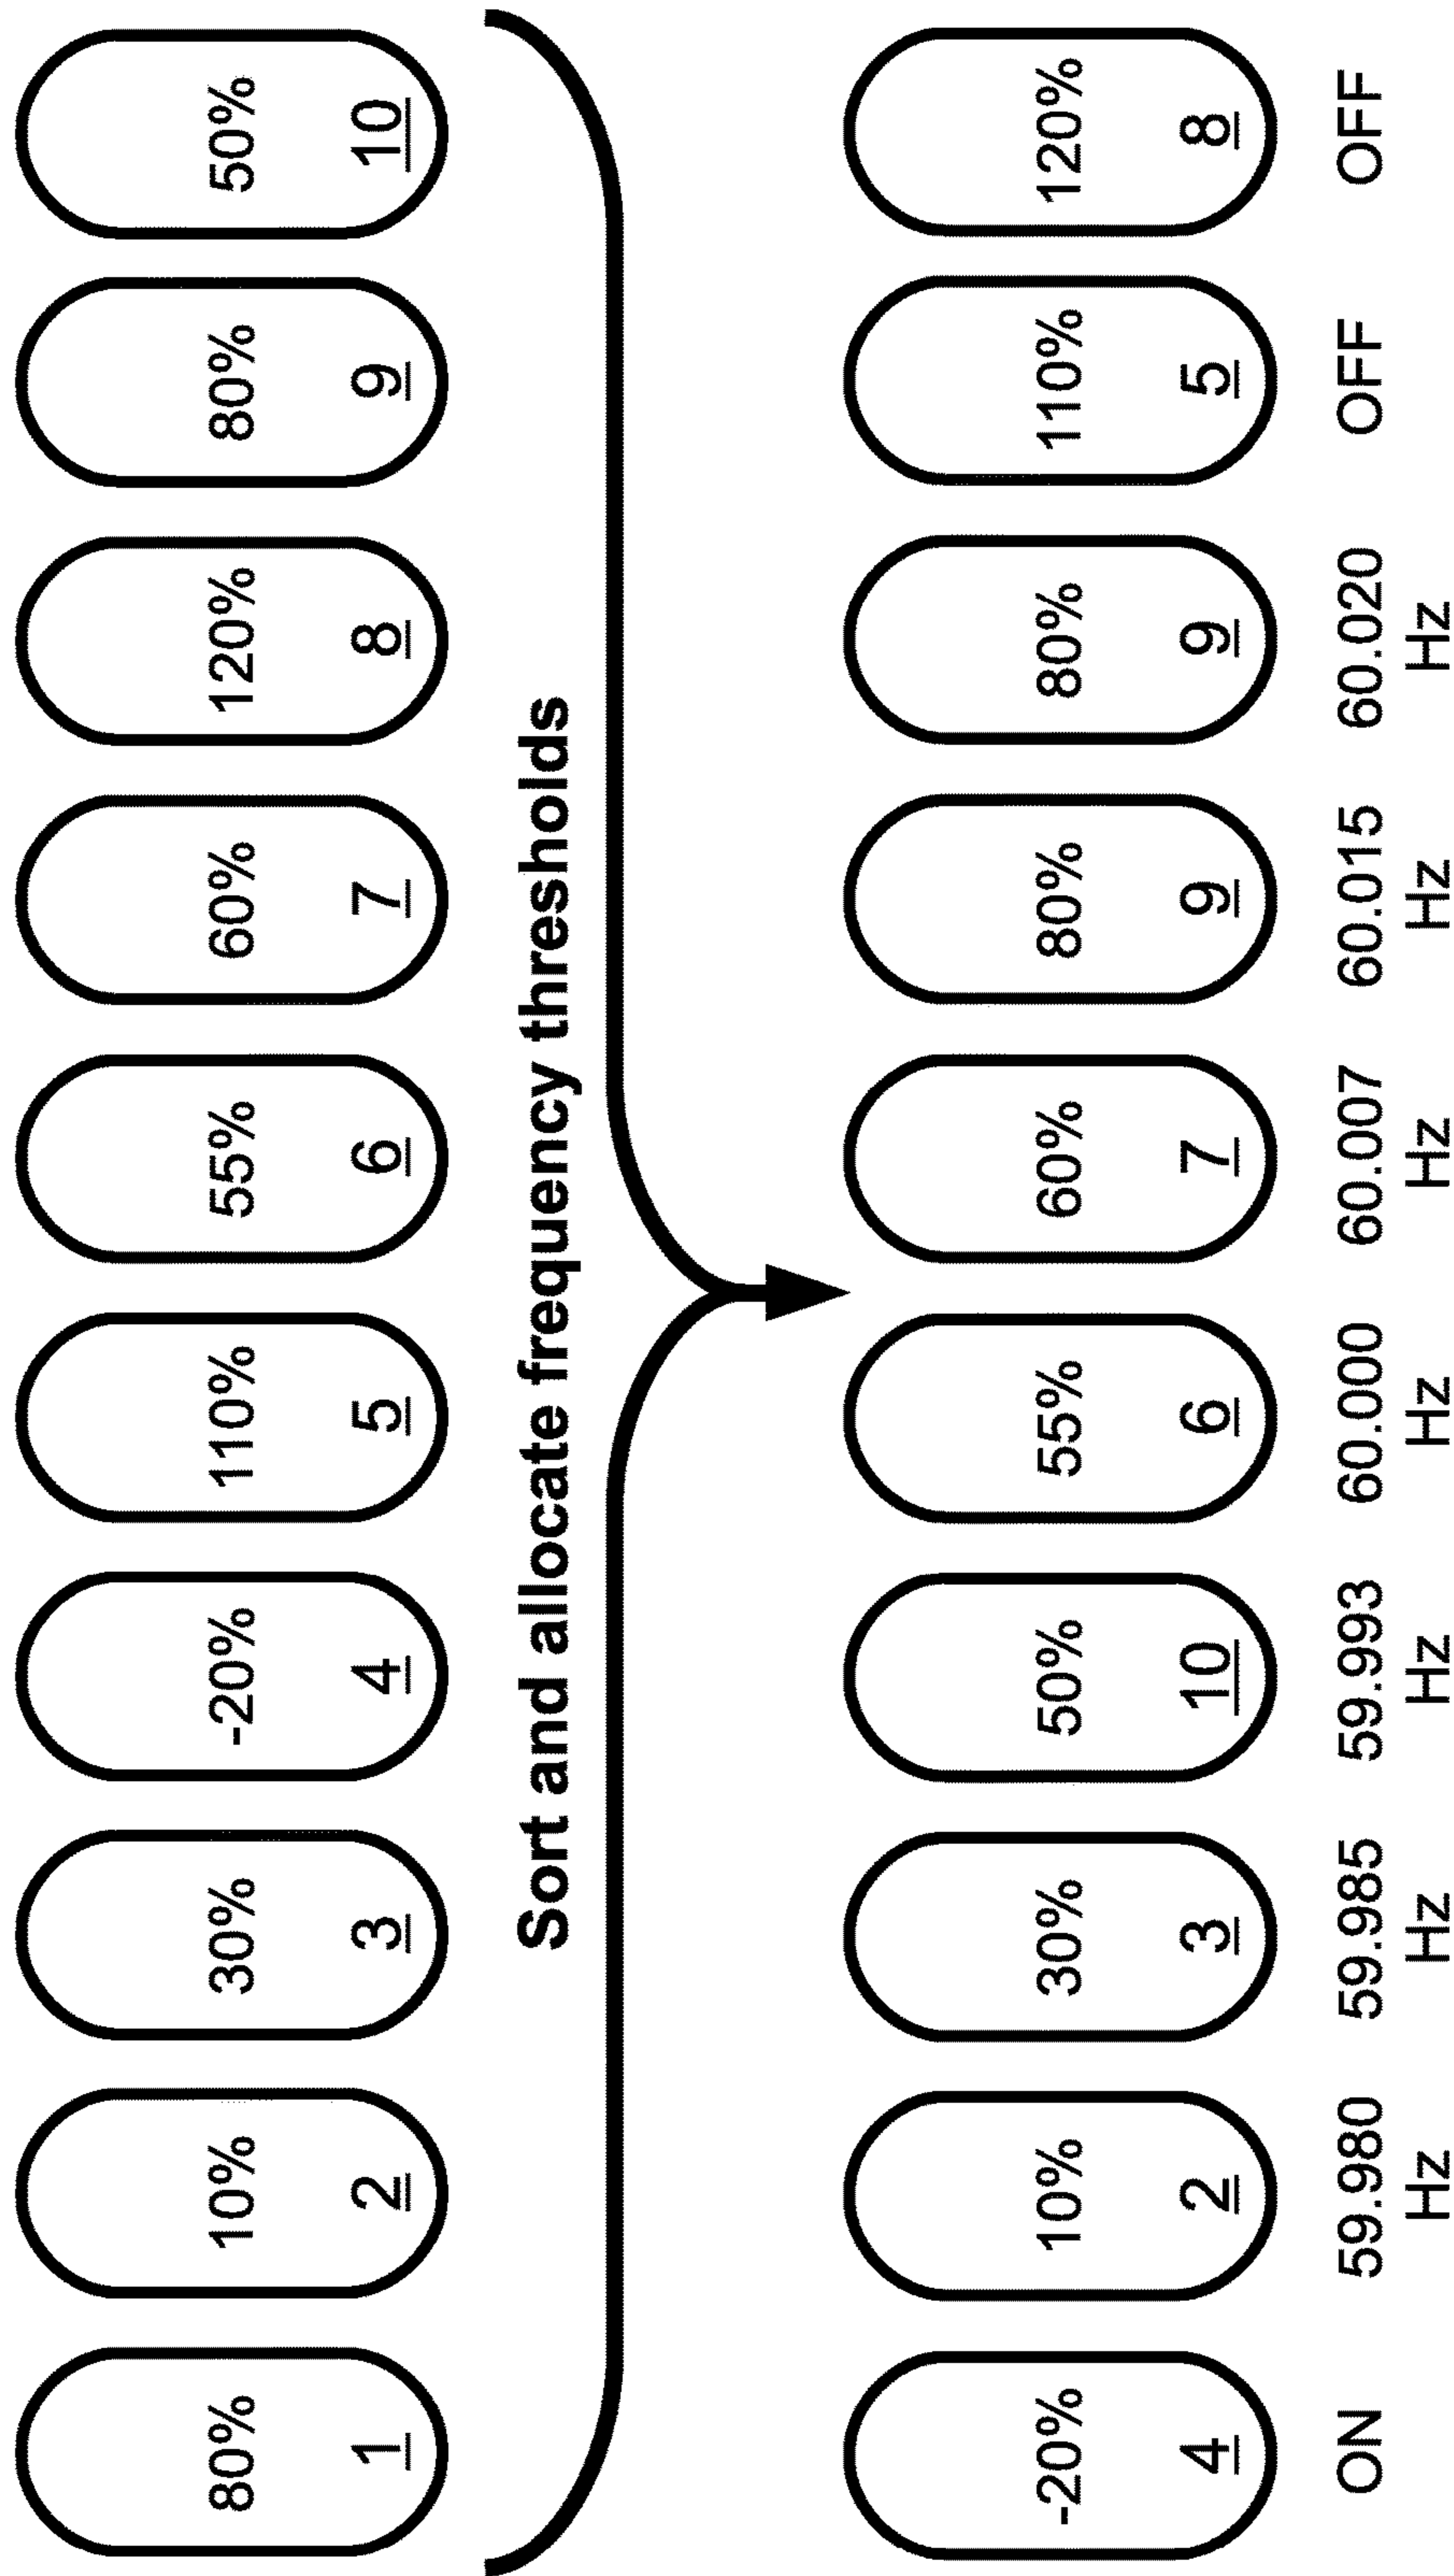 80% 10% 30% -20% 110% 55% 60% 120% 80% 50%
1 2 3 4 5 6 7 8 9 10
Sort and allocate frequency thresholds
-20% 10% 30% 50% 55% 60% 80% 80% 110% 120%
4 2 3 10 6 7 9 9 5 8
ON 59.980 59.985 59.993 60.000 60.007 60.015 60.020 OFF OFF
Hz Hz Hz Hz Hz Hz Hz